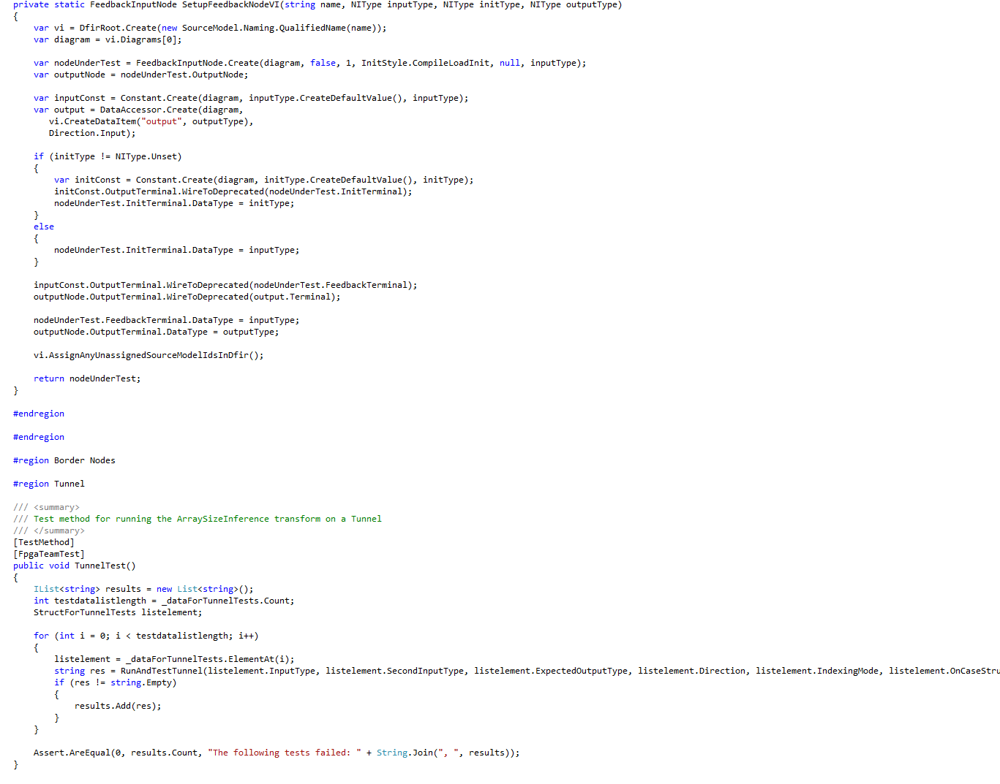 private static FeedbackInputNode SetupFeedbackNodeVI(string name, NIType inputType, NIType initType, NIType outputType)
{
var vi = DfirRoot.Create(new SourceModel.Naming.QualifiedName(name));
var diagram = vi.Diagrams[0];
var nodeUnderTest = FeedbackInputNode.Create(diagram, false, 1, InitStyle.CompileLoadInit, null, inputType);
var outputNode = nodeUnderTest.OutputNode;
var inputConst = Constant.Create(diagram, inputType.CreateDefaultValue(), inputType);
var output = DataAccessor.Create(diagram,
vi.CreateDataItem("output", outputType),
Direction.Input);
if (initType != NIType.Unset)
{
var initConst = Constant.Create(diagram, initType.CreateDefaultValue(), initType);
initConst.OutputTerminal.WireToDeprecated(nodeUnderTest.InitTerminal);
nodeUnderTest.InitTerminal.DataType = initType;
}
else
{
nodeUnderTest.InitTerminal.DataType = inputType;
}
inputConst.OutputTerminal.WireToDeprecated(nodeUnderTest.FeedbackTerminal);
outputNode.OutputTerminal.WireToDeprecated(output.Terminal);
nodeUnderTest.FeedbackTerminal.DataType = inputType;
outputNode.OutputTerminal.DataType = outputType;
vi.AssignAnyUnassignedSourceModelIdsInDfir();
return nodeUnderTest;
}
#endregion
#endregion
#region Border Nodes
#region Tunnel
/// <summary>
/// Test method for running the ArraySizeInference transform on a Tunnel
/// </summary>
[TestMethod]
[FpgaTeamTest]
public void TunnelTest()
{
IList<string> results = new List<string>();
int testdatalistlength = _dataForTunnelTests.Count;
StructForTunnelTests listelement;
for (int i = 0; i < testdatalistlength; i++)
{
listelement = _dataForTunnelTests.ElementAt(i);
string res = RunAndTestTunnel(listelement.InputType, listelement.SecondInputType, listelement.ExpectedOutputType, listelement.Direction, listelement.IndexingMode, listelement.OnCaseStru
if (res != string.Empty)
{
results.Add(res);
}
}
Assert.AreEqual(0, results.Count, "The following tests failed: " + String.Join(", ", results));
}